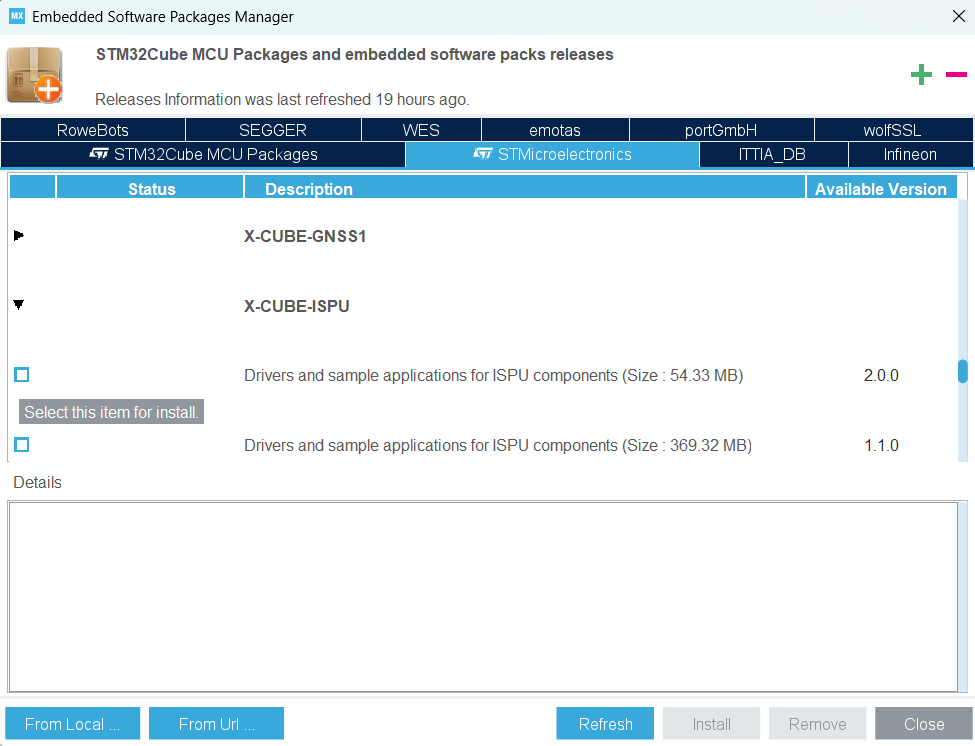 MX Embedded Software Packages Manager
STM32Cube MCU Packages and embedded software packs releases
Releases Information was last refreshed 19 hours ago.
RoweBots SEGGER WES emotas portGmbH wolfSSL
STM32Cube MCU Packages STMicroelectronics ITTIA_DB Infineon
Status Description Available Version
X-CUBE-GNSS1
X-CUBE-ISPU
Drivers and sample applications for ISPU components (Size : 54.33 MB) 2.0.0
Select this item for install.
Drivers and sample applications for ISPU components (Size : 369.32 MB) 1.1.0
Details
From Local ... From Url ... Refresh Install Remove Close